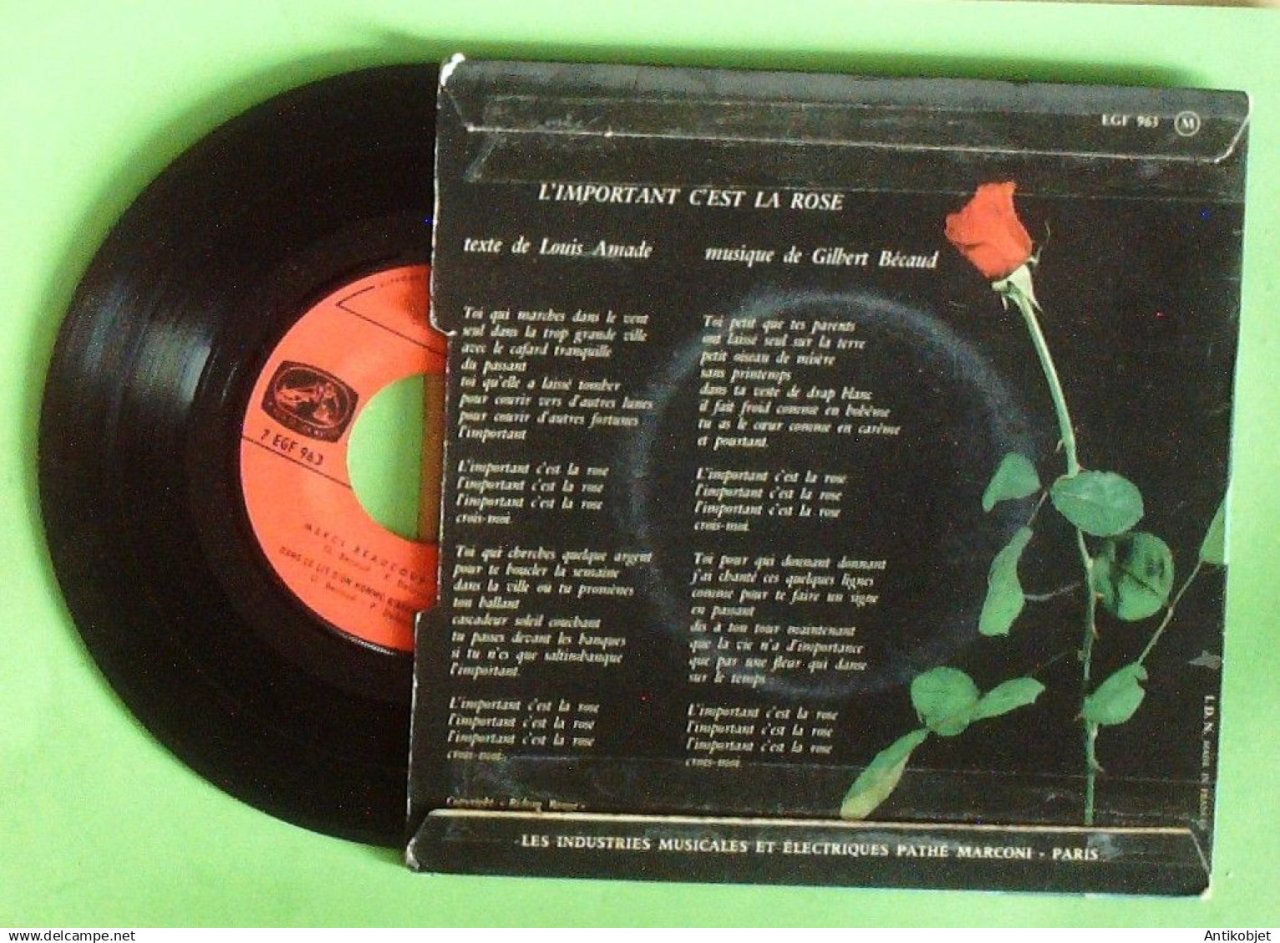 EGF 963 M
L'IMPORTANT C'EST LA ROSE
texte de Louis Amade
musique de Gilbert Bécaud
Toi qui marches dans le vent
seul dans la trop grande ville
avec le cafard tranquille
du passant
toi qu'elle a laissé tomber
pour courir vers d'autres lunes
pour courir d'autres fortunes
l'important
L'important c'est la rose
l'important c'est la rose
l'important c'est la rose
crois-moi.
Toi qui cherches quelque argent
pour te boucler la semaine
dans la ville où tu promènes
ton ballant
cascadeur soleil couchant
tu passes devant les banques
si tu n'es que saltimbanque
l'important.
L'important c'est la rose
l'important c'est la rose
l'important c'est la rose
crois-moi.
Toi petit que tes parents
ont laissé seul sur la terre
petit oiseau de misère
sans printemps
dans ta veste de drap blanc
il fait froid comme en bohème
tu as le cœur comme en carême
et pourtant.
L'important c'est la rose
l'important c'est la rose
l'important c'est la rose
crois-moi.
Toi pour qui donnant donnant
j'ai chanté ces quelques lignes
comme pour te faire un signe
en passant
dis à ton tour maintenant
que la vie n'a d'importance
que par une fleur qui danse
sur le temps
L'important c'est la rose
l'important c'est la rose
l'important c'est la rose
crois-moi.
Copyright
I.D.N. MADE IN
LES INDUSTRIES MUSICALES ET ÉLECTRIQUES PATHÉ MARCONI - PARIS
7 EGF 963
MERCI BEAUCOUP
DANS LE LIT D'UN HOMME
Antikobjet